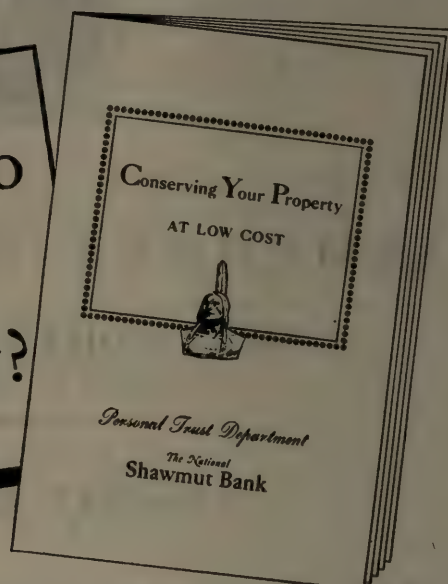 O
?
Conserving Your Property
AT LOW COST
Personal Trust Department
The National
Shawmut Bank